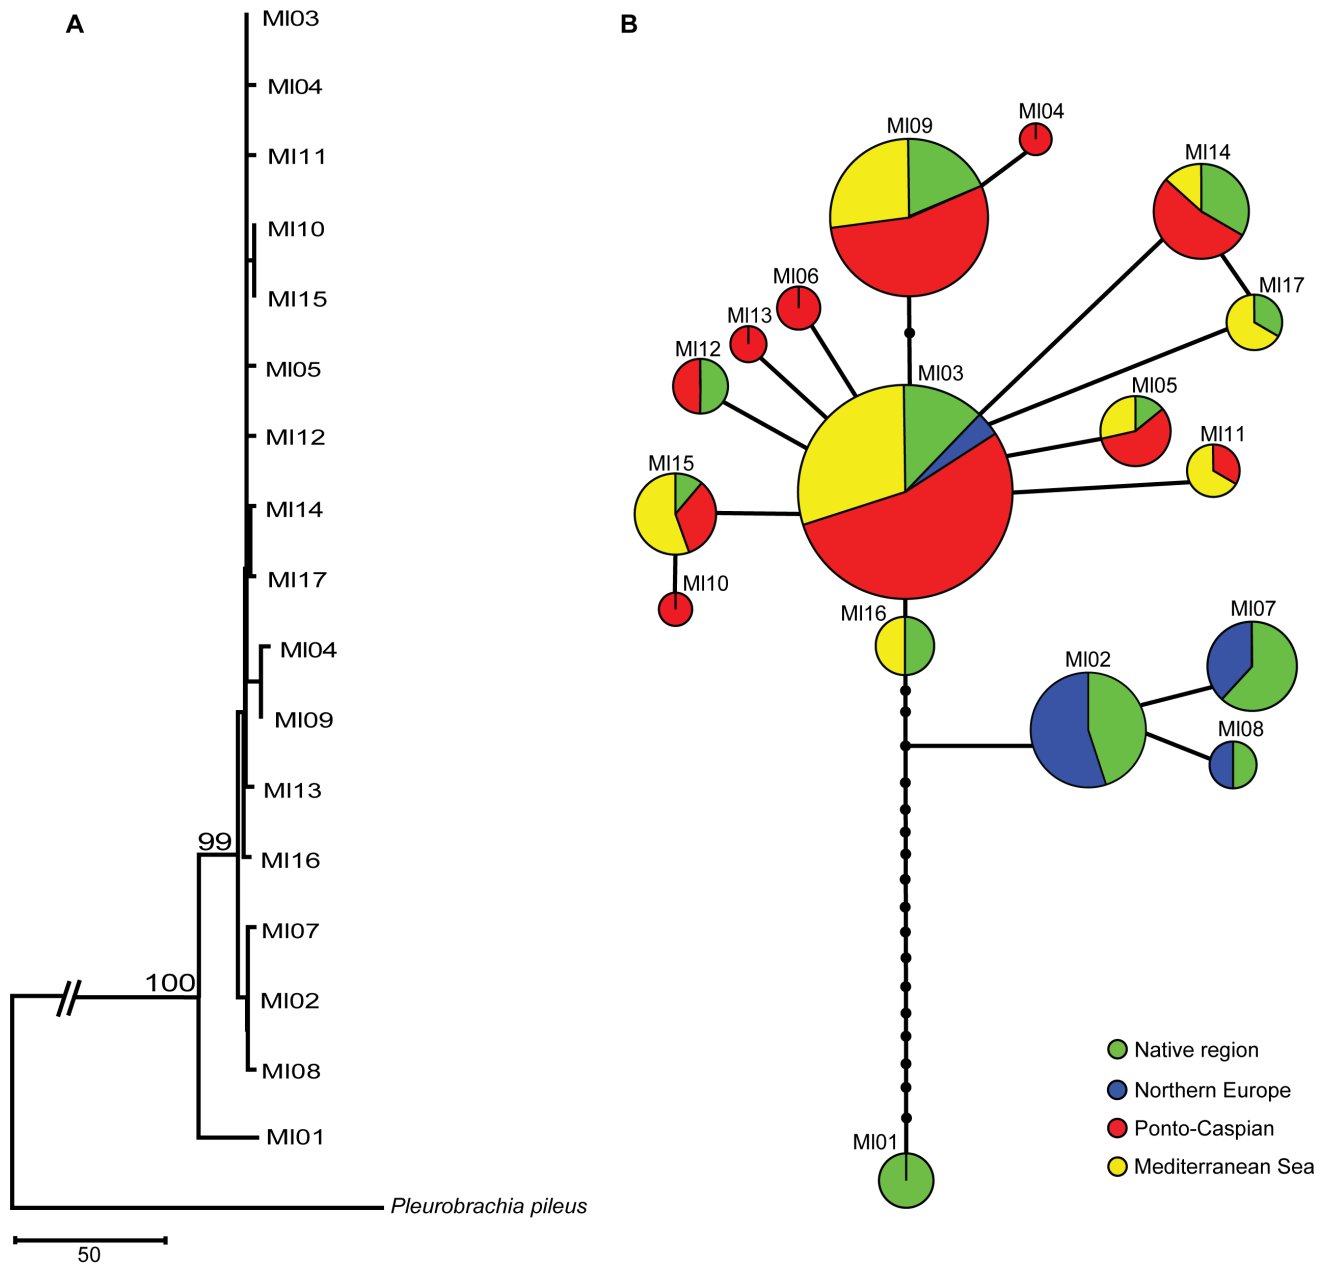 A
MI03
MI04
MI11
MI10
MI15
MI05
MI12
MI14
MI17
MI04
MI09
MI13
99
MI16
MI07
100
MI02
MI08
MI01
Pleurobrachia pileus
50
B
MI04
MI09
MI14
MI06
MI17
MI13
MI12
MI03
MI05
MI11
MI15
MI10
MI16
MI07
MI02
MI08
MI01
Native region
Northern Europe
Ponto-Caspian
Mediterranean Sea